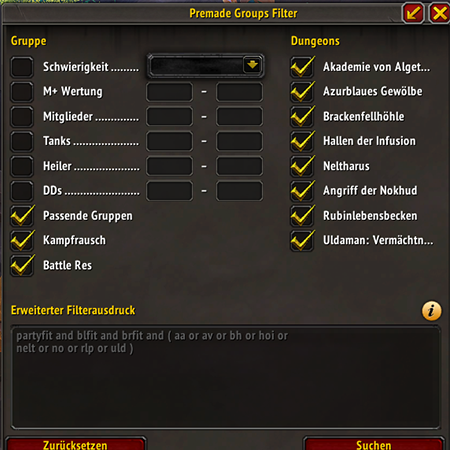 Premade Groups Filter
Gruppe
Schwierigkeit .........
M+ Wertung
Mitglieder ..............
Tanks .....................
Heiler .....................
DDs ........................
Passende Gruppen
Kampfrausch
Battle Res
Dungeons
Akademie von Alget...
Azurblaues Gewölbe
Brackenfellhöhle
Hallen der Infusion
Neltharus
Angriff der Nokhud
Rubinlebensbecken
Uldaman: Vermächtn...
Erweiterter Filterausdruck
partyfit and blfit and brfit and ( aa or av or bh or hoi or
nelt or no or rlp or uld )
Zurücksetzen
Suchen